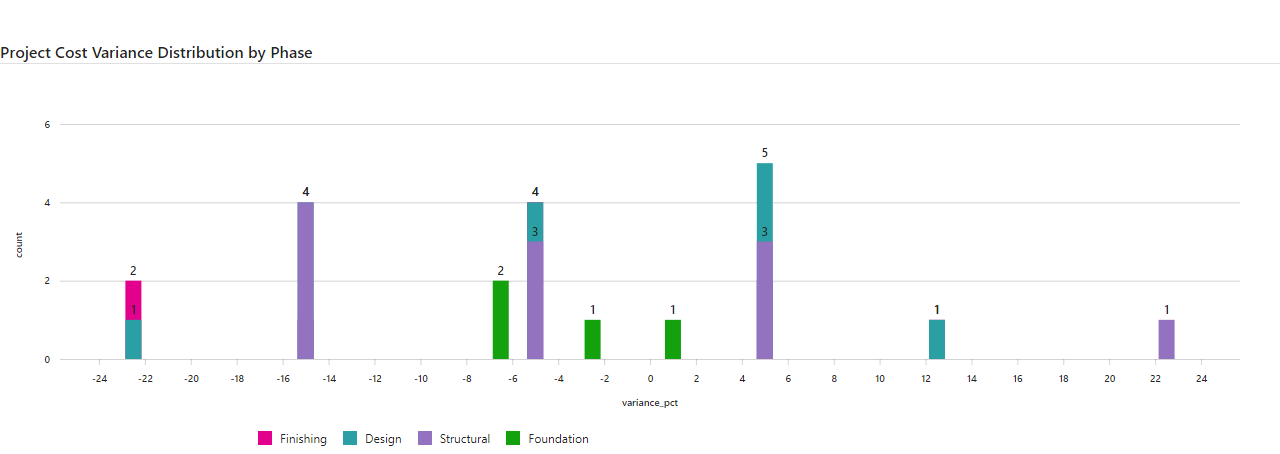 Project Cost Variance Distribution by Phase
6
5
4 4
4
3 3
2 2
2
1 1 1 1 1
0
count
-24 -22 -20 -18 -16 -14 -12 -10 -8 -6 -4 -2 0 2 4 6 8 10 12 14 16 18 20 22 24
variance_pct
Finishing Design Structural Foundation